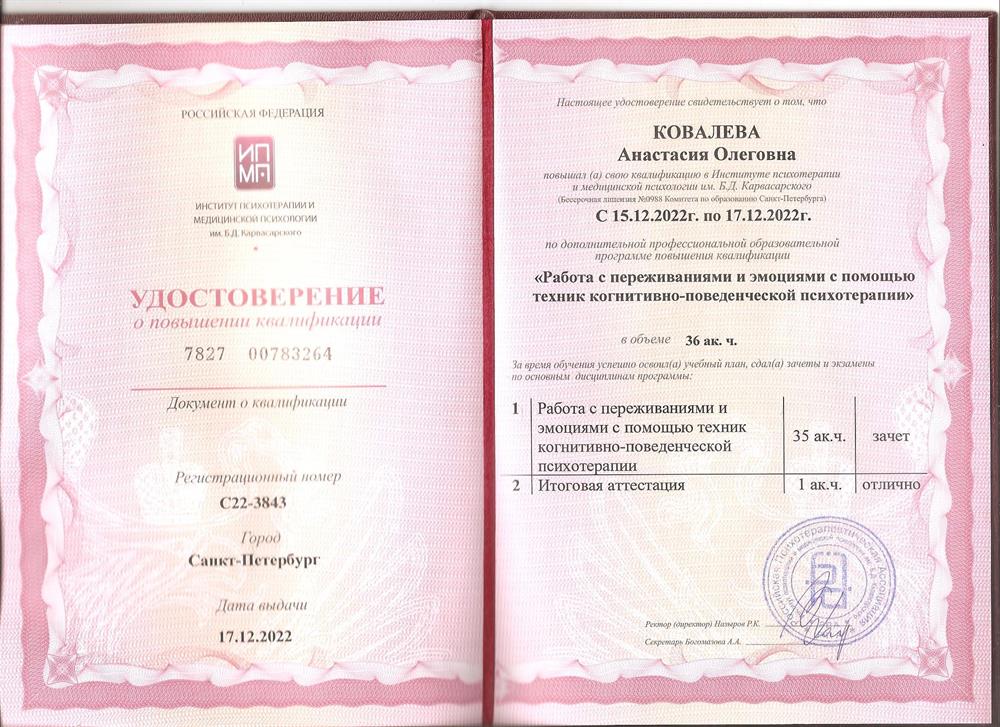 РОССИЙСКАЯ ФЕДЕРАЦИЯ
ИП
МП
ИНСТИТУТ ПСИХОТЕРАПИИ И
МЕДИЦИНСКОЙ ПСИХОЛОГИИ
им. Б.Д. Карвасарского
УДОСТОВЕРЕНИЕ
о повышении квалификации
7827 00783264
Документ о квалификации
Регистрационный номер
С22-3843
Город
Санкт-Петербург
Дата выдачи
17.12.2022
Настоящее удостоверение свидетельствует о том, что
КОВАЛЕВА
Анастасия Олеговна
повышал (а) свою квалификацию в Институте психотерапии
и медицинской психологии им. Б.Д. Карвасарского
(Бессрочная лицензия №0988 Комитета по образованию Санкт-Петербурга)
С 15.12.2022г. по 17.12.2022г.
по дополнительной профессиональной образовательной
программе повышения квалификации
«Работа с переживаниями и эмоциями с помощью
техник когнитивно-поведенческой психотерапии»
в объеме 36 ак. ч.
За время обучения успешно освоил(а) учебный план, сдал(а) зачеты и экзамены
по основным дисциплинам программы:
1 Работа с переживаниями и
эмоциями с помощью техник
когнитивно-поведенческой
психотерапии
35 ак.ч. зачет
2 Итоговая аттестация 1 ак.ч. отлично
Российская Психотерапевтическая Ассоциация
Ректор (директор) Назыров Р.К.
Секретарь Богомазова А.А.